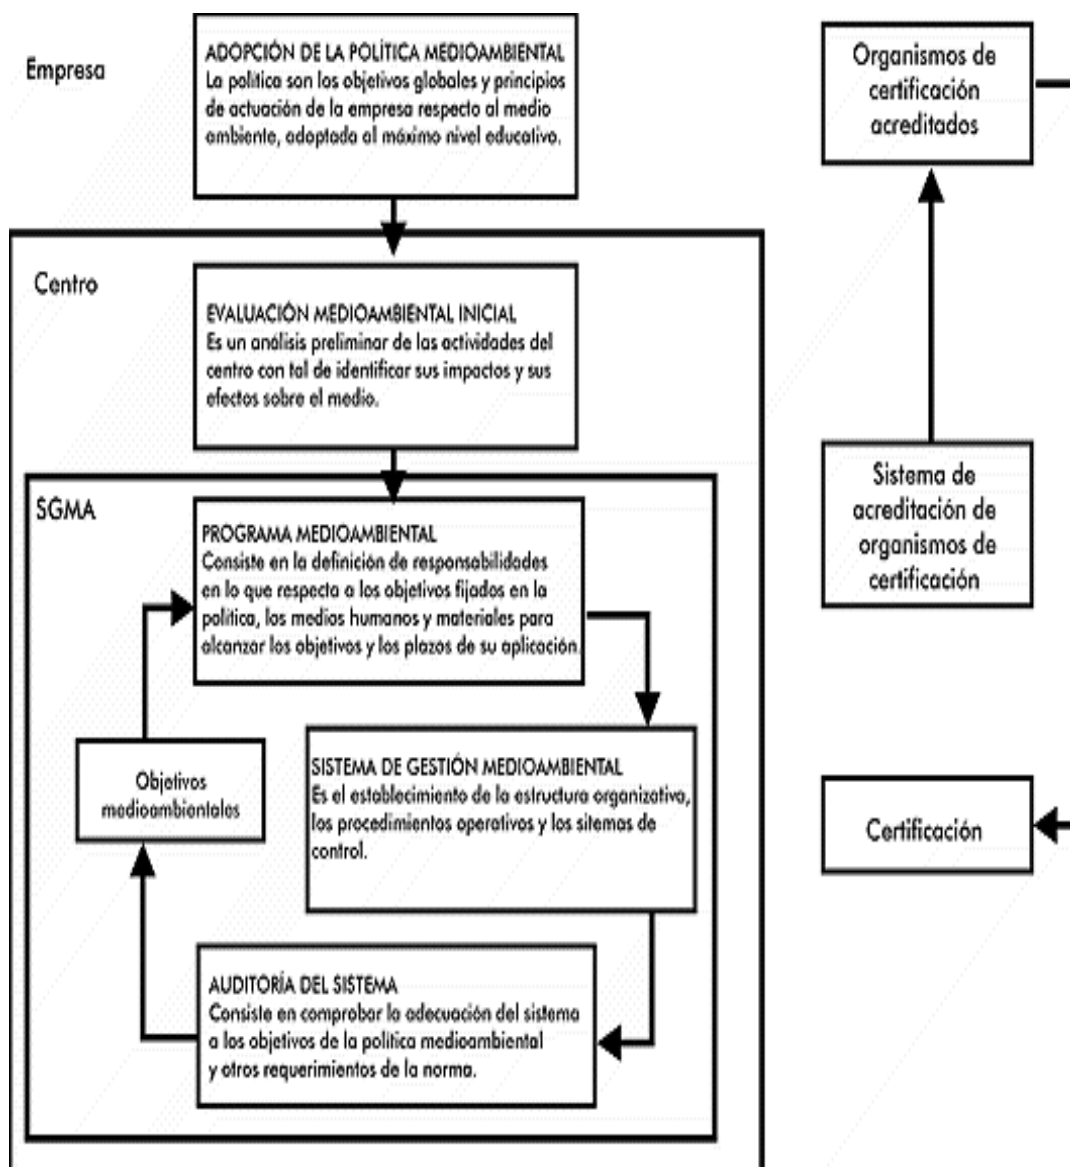 Empresa
ADOPCIÓN DE LA POLÍTICA MEDIOAMBIENTAL
La política son los objetivos globales y principios
de actuación de la empresa respecto al medio
ambiente, adoptada al máximo nivel educativo.
Centro
EVALUACIÓN MEDIOAMBIENTAL INICIAL
Es un análisis preliminar de las actividades del
centro con tal de identificar sus impactos y sus
efectos sobre el medio.
SGMA
PROGRAMA MEDIOAMBIENTAL
Consiste en la definición de responsabilidades
en lo que respecta a los objetivos fijados en la
política, los medios humanos y materiales para
alcanzar los objetivos y los plazos de su aplicación.
Objetivos
medioambientales
SISTEMA DE GESTIÓN MEDIOAMBIENTAL
Es el establecimiento de la estructura organizativa,
los procedimientos operativos y los sitemas de
control.
AUDITORÍA DEL SISTEMA
Consiste en comprobar la adecuación del sistema
a los objetivos de la política medioambiental
y otros requerimientos de la norma.
Organismos de
certificación
acreditados
Sistema de
acreditación de
organismos de
certificación
Certificación